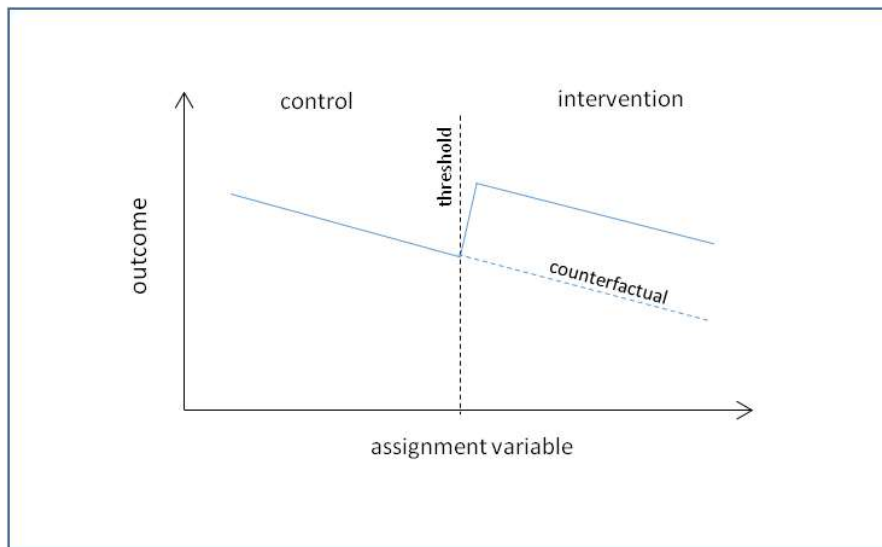 control
intervention
threshold
outcome
counterfactual
assignment variable